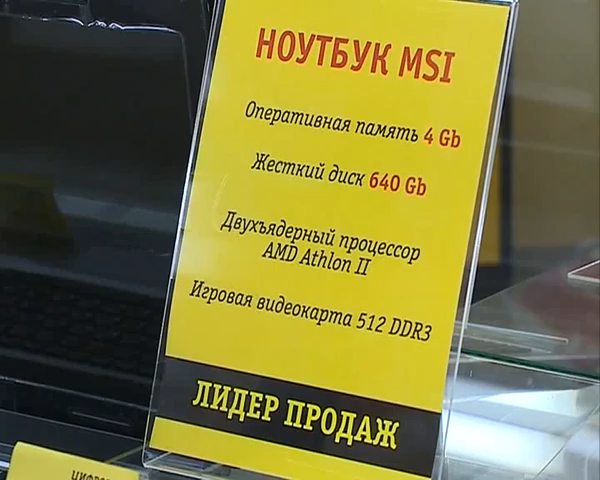 НОУТБУК MSI
Оперативная память 4 Gb
Жесткий диск 640 Gb
Двухъядерный процессор
AMD Athlon II
Игровая видеокарта 512 DDR3
ЛИДЕР ПРОДАЖ